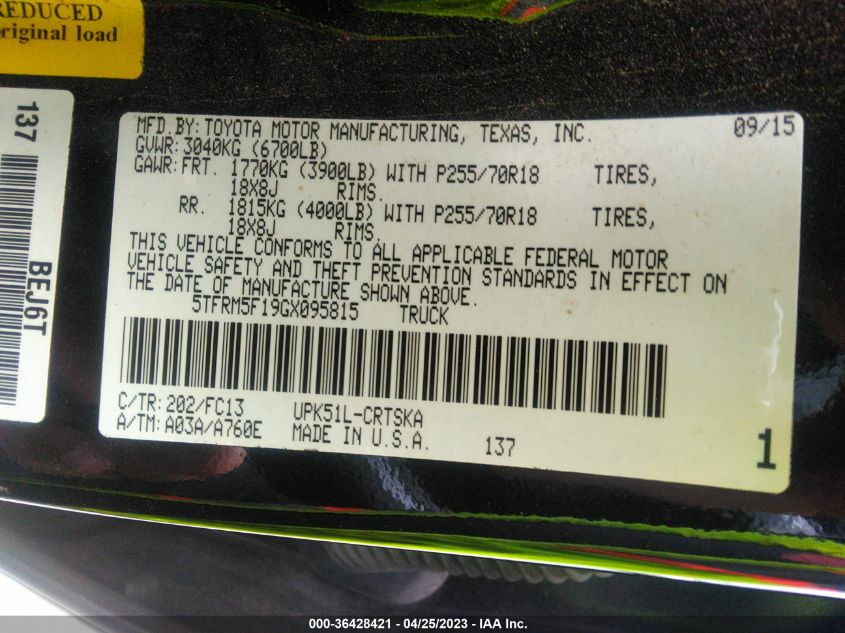 REDUCED
original load
137
BEJ6T
MFD.BY:TOYOTA MOTOR MANUFACTURING, TEXAS, INC. 09/15
GVWR:3040KG (6700LB)
GAWR:FRT. 1770KG (3900LB) WITH P255/70R18 TIRES,
18X8J RIMS.
RR. 1815KG (4000LB) WITH P255/70R18 TIRES,
18X8J RIMS.
THIS VEHICLE CONFORMS TO ALL APPLICABLE FEDERAL MOTOR
VEHICLE SAFETY AND THEFT PREVENTION STANDARDS IN EFFECT ON
THE DATE OF MANUFACTURE SHOWN ABOVE.
5TFRM5F19GX095815 TRUCK
C/TR:202/FC13 UPK51L-CRTSKA
A/TM:A03A/A760E MADE IN U.S.A. 137
1
000-36428421 - 04/25/2023 - IAA Inc.